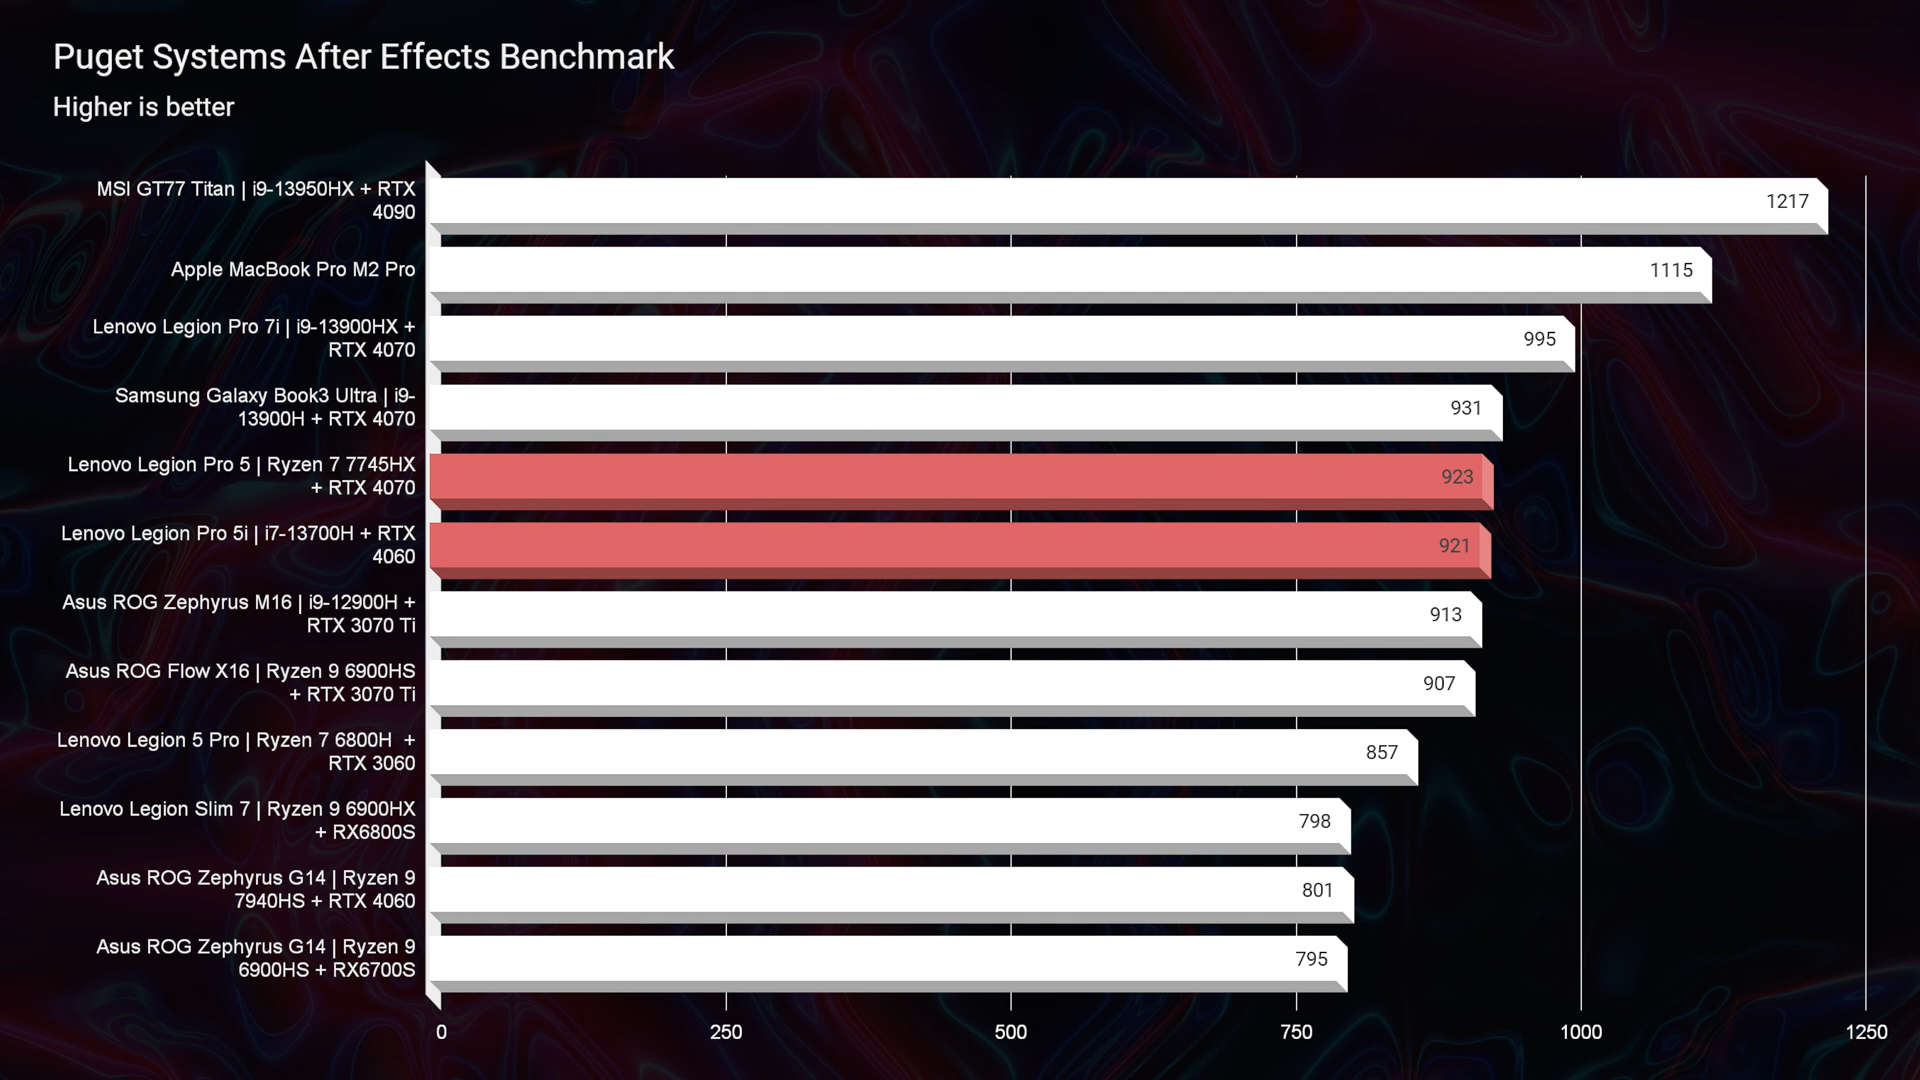 Puget Systems After Effects Benchmark
Higher is better
MSI GT77 Titan | i9-13950HX + RTX
4090
1217
Apple MacBook Pro M2 Pro
1115
Lenovo Legion Pro 7i | i9-13900HX +
RTX 4070
995
Samsung Galaxy Book3 Ultra | i9-
13900H + RTX 4070
931
Lenovo Legion Pro 5 | Ryzen 7 7745HX
+ RTX 4070
923
Lenovo Legion Pro 5i | i7-13700H + RTX
4060
921
Asus ROG Zephyrus M16 | i9-12900H +
RTX 3070 Ti
913
Asus ROG Flow X16 | Ryzen 9 6900HS
+ RTX 3070 Ti
907
Lenovo Legion 5 Pro | Ryzen 7 6800H  +
RTX 3060
857
Lenovo Legion Slim 7 | Ryzen 9 6900HX
+ RX6800S
798
Asus ROG Zephyrus G14 | Ryzen 9
7940HS + RTX 4060
801
Asus ROG Zephyrus G14 | Ryzen 9
6900HS + RX6700S
795
0 250 500 750 1000 1250